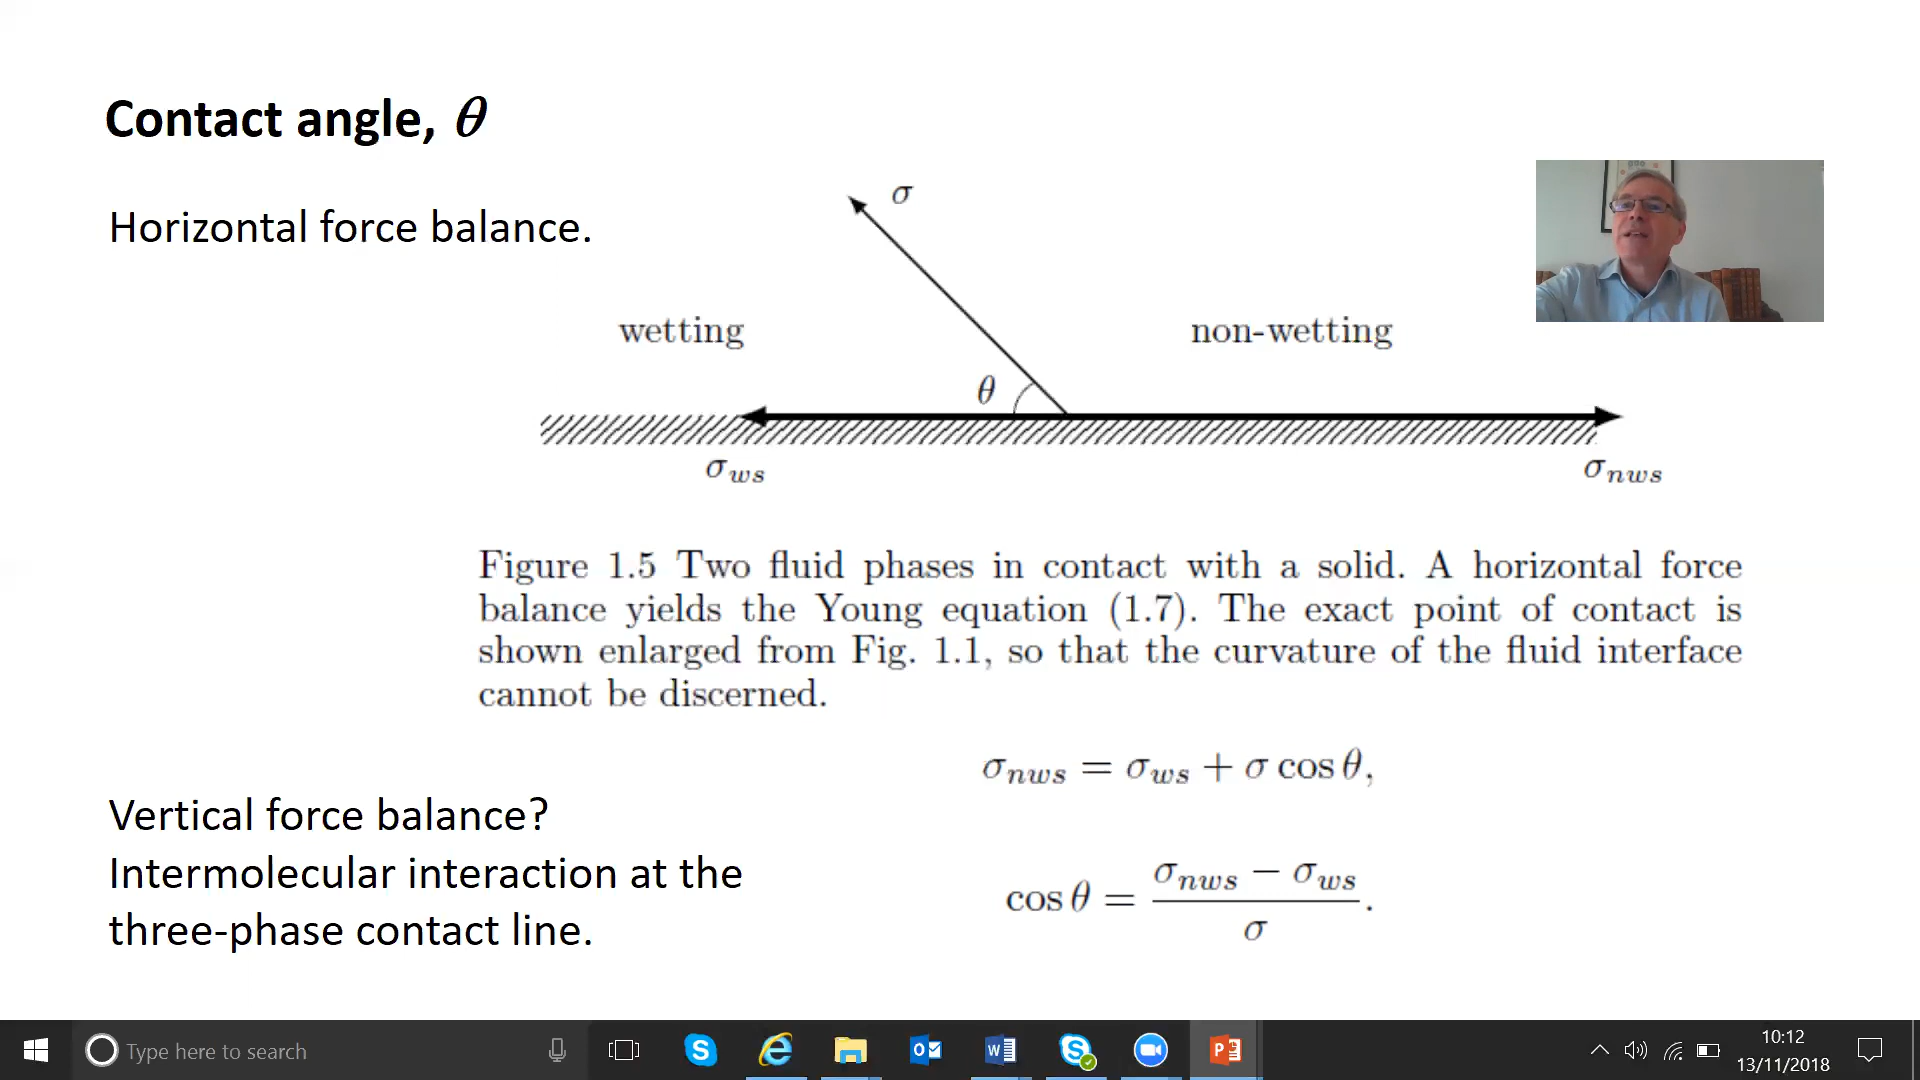 Contact angle, θ
Horizontal force balance.
σ
wetting
non-wetting
θ
σws
σnws
Figure 1.5 Two fluid phases in contact with a solid. A horizontal force
balance yields the Young equation (1.7). The exact point of contact is
shown enlarged from Fig. 1.1, so that the curvature of the fluid interface
cannot be discerned.
σnws = σws + σ cos θ,
cos θ = (σnws − σws) / σ .
Vertical force balance?
Intermolecular interaction at the
three-phase contact line.
Type here to search
10:12
13/11/2018